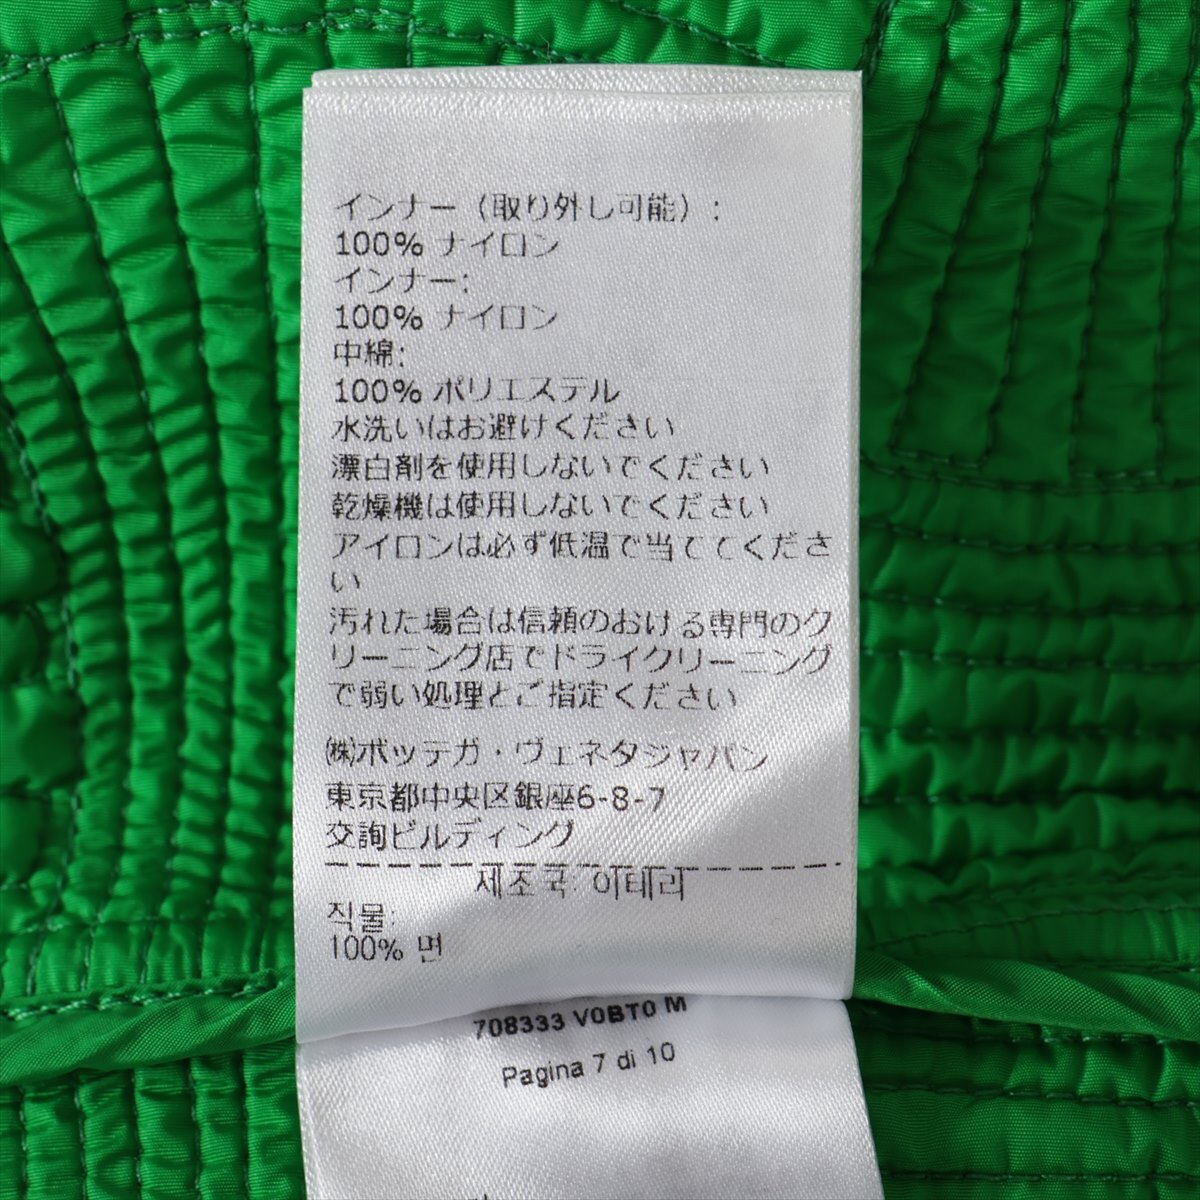 インナー（取り外し可能）:
100% ナイロン
インナー:
100% ナイロン
中綿:
100% ポリエステル
水洗いはお避けください
漂白剤を使用しないでください
乾燥機は使用しないでください
アイロンは必ず低温で当ててくださ
い
汚れた場合は信頼のおける専門のク
リーニング店でドライクリーニング
で弱い処理とご指定ください
㈱ボッテガ・ヴェネタジャパン
東京都中央区銀座6-8-7
交詢ビルディング
제조국: 이태리
직물:
100% 면
708333 V0BT0 M
Pagina 7 di 10